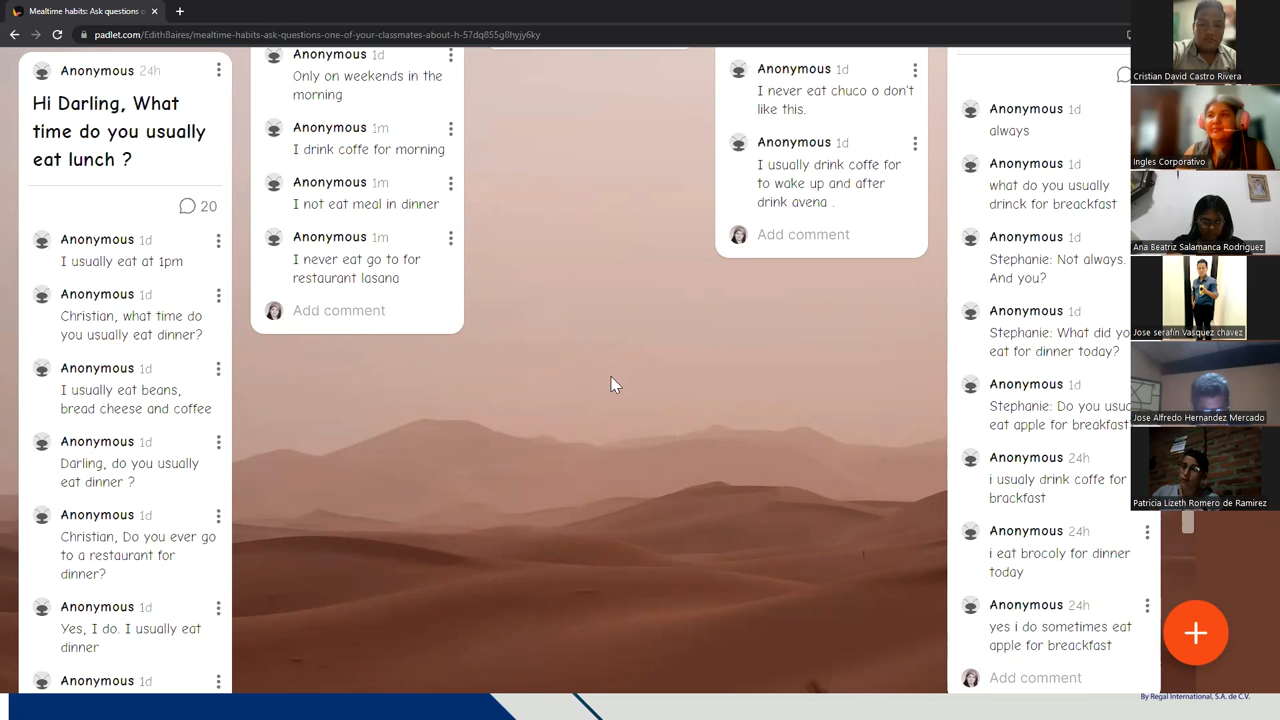 Mealtime habits: Ask questions o
padlet.com/EdithBaires/mealtime-habits-ask-questions-one-of-your-classmates-about-h-57dq855g8hyjy6ky
Anonymous 24h
Hi Darling, What
time do you usually
eat lunch ?
20
Anonymous 1d
I usually eat at 1pm
Anonymous 1d
Christian, what time do
you usually eat dinner?
Anonymous 1d
I usually eat beans,
bread cheese and coffee
Anonymous 1d
Darling, do you usually
eat dinner ?
Anonymous 1d
Christian, Do you ever go
to a restaurant for
dinner?
Anonymous 1d
Yes, I do. I usually eat
dinner
Anonymous 1d
Anonymous 1d
Only on weekends in the
morning
Anonymous 1m
I drink coffe for morning
Anonymous 1m
I not eat meal in dinner
Anonymous 1m
I never eat go to for
restaurant lasana
Add comment
Anonymous 1d
I never eat chuco o don't
like this.
Anonymous 1d
I usually drink coffe for
to wake up and after
drink avena .
Add comment
Anonymous 1d
always
Anonymous 1d
what do you usually
drinck for breackfast
Anonymous 1d
Stephanie: Not always.
And you?
Anonymous 1d
Stephanie: What did yo
eat for dinner today?
Anonymous 1d
Stephanie: Do you usua
eat apple for breakfast
Anonymous 24h
i usualy drink coffe for
brackfast
Anonymous 24h
i eat brocoly for dinner
today
Anonymous 24h
yes i do sometimes eat
apple for breackfast
Add comment
Cristian David Castro Rivera
Ingles Corporativo
Ana Beatriz Salamanca Rodriguez
Jose serafin Vasquez chavez
Jose Alfredo Hernandez Mercado
Patricia Lizeth Romero de Ramirez
By Regal International, S.A. de C.V.